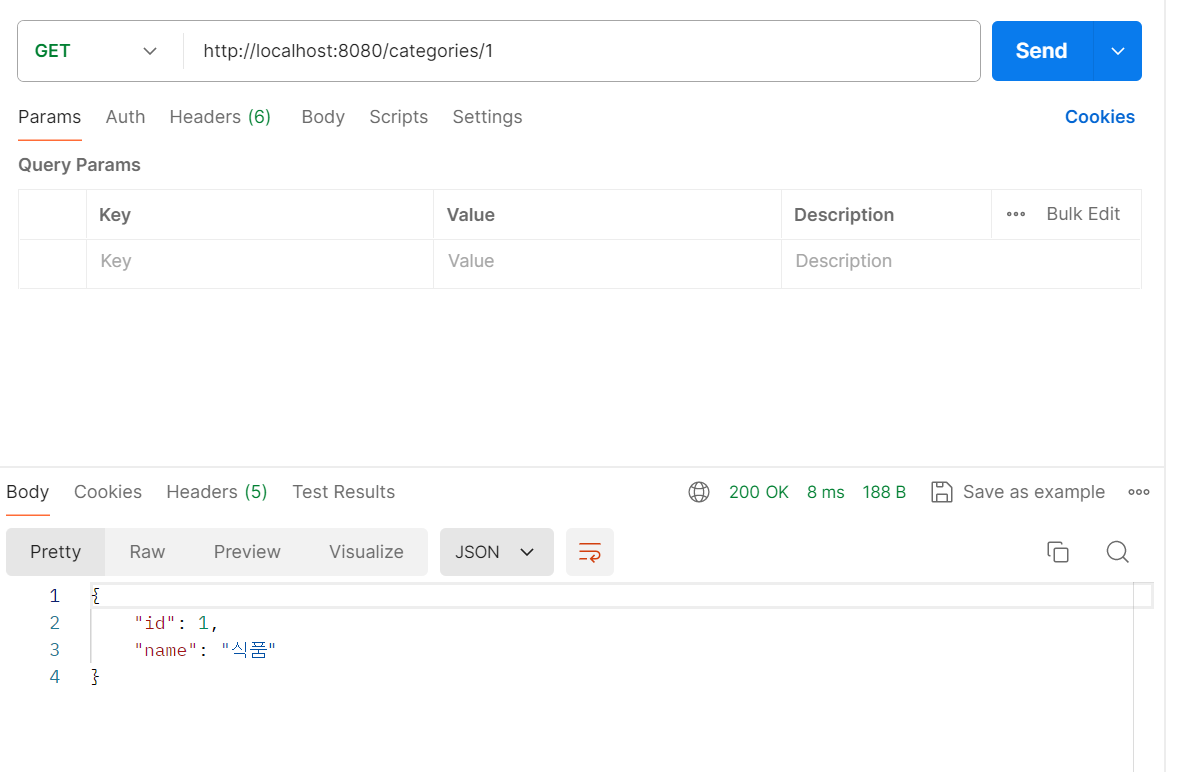 GET http://localhost:8080/categories/1 Send
Params Auth Headers (6) Body Scripts Settings Cookies
Query Params
Key Value Description ••• Bulk Edit
Key Value Description
Body Cookies Headers (5) Test Results 200 OK 8 ms 188 B Save as example •••
Pretty Raw Preview Visualize JSON
1 {
2 "id": 1,
3 "name": "식품"
4 }